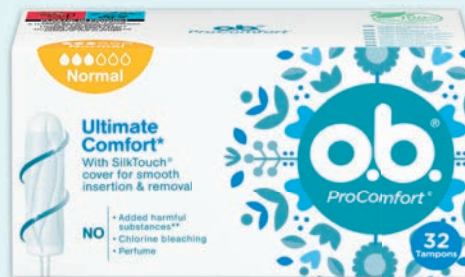 Normal
Ultimate
Comfort*
With SilkTouch®
cover for smooth
insertion & removal
NO
• Added harmful
substances**
• Chlorine bleaching
• Perfume
o.b.
o.b.®
ProComfort®
32
Tampons